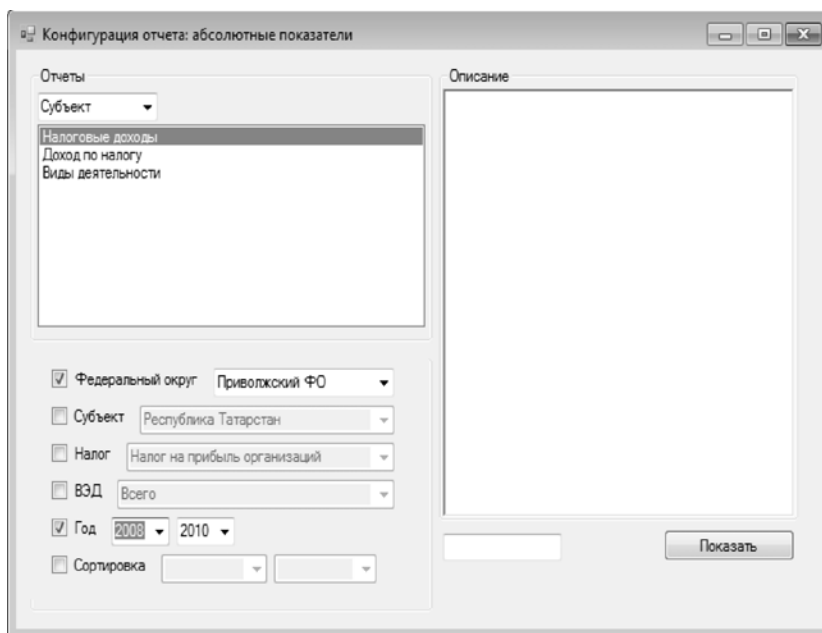 Конфигурация отчета: абсолютные показатели
Отчеты
Субъект
Налоговые доходы
Доход по налогу
Виды деятельности
Описание
Федеральный округ Приволжский ФО
Субъект Республика Татарстан
Налог Налог на прибыль организаций
ВЭД Всего
Год 2008 2010
Сортировка
Показать